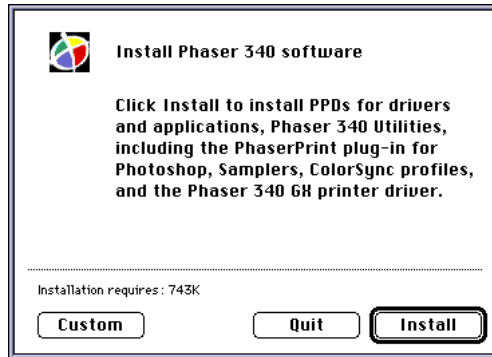 Install Phaser 340 software
Click Install to install PPDs for drivers
and applications, Phaser 340 Utilities,
including the PhaserPrint plug-in for
Photoshop, Samplers, ColorSync profiles,
and the Phaser 340 GX printer driver.
Installation requires: 743K
Custom
Quit
Install